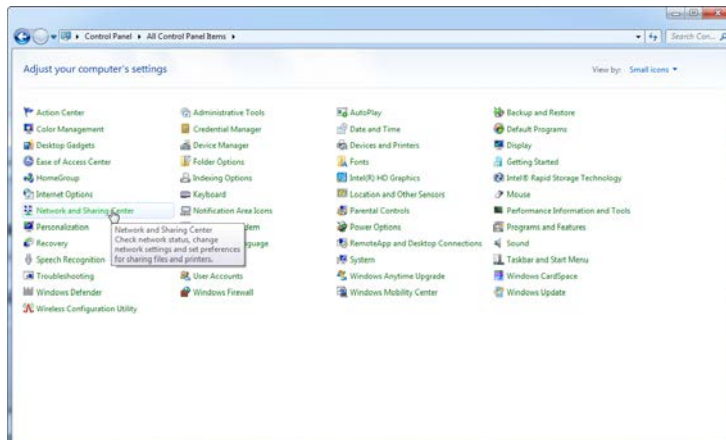 Control Panel ▸ All Control Panel Items ▸
Search Con...
Adjust your computer's settings
View by: Small icons
Action Center
Administrative Tools
AutoPlay
Backup and Restore
Color Management
Credential Manager
Date and Time
Default Programs
Desktop Gadgets
Device Manager
Devices and Printers
Display
Ease of Access Center
Folder Options
Fonts
Getting Started
HomeGroup
Indexing Options
Intel(R) HD Graphics
Intel® Rapid Storage Technology
Internet Options
Keyboard
Location and Other Sensors
Mouse
Network and Sharing Center
Notification Area Icons
Parental Controls
Performance Information and Tools
Personalization
Power Options
Programs and Features
Recovery
RemoteApp and Desktop Connections
Sound
Speech Recognition
System
Taskbar and Start Menu
Troubleshooting
User Accounts
Windows Anytime Upgrade
Windows CardSpace
Windows Defender
Windows Firewall
Windows Mobility Center
Windows Update
Wireless Configuration Utility
Network and Sharing Center
Check network status, change
network settings and set preferences
for sharing files and printers.